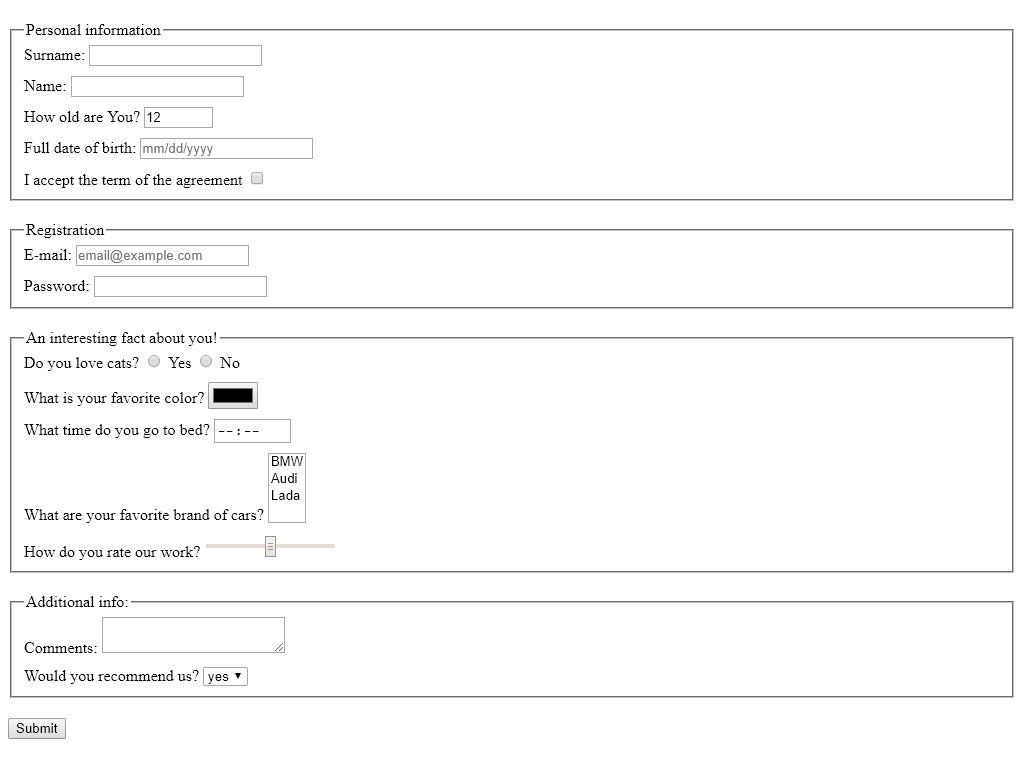 Personal information
Surname:
Name:
How old are You? 12
Full date of birth: mm/dd/yyyy
I accept the term of the agreement
Registration
E-mail: email@example.com
Password:
An interesting fact about you!
Do you love cats? Yes No
What is your favorite color?
What time do you go to bed? --:--
BMW
Audi
Lada
What are your favorite brand of cars?
How do you rate our work?
Additional info:
Comments:
Would you recommend us? yes
Submit